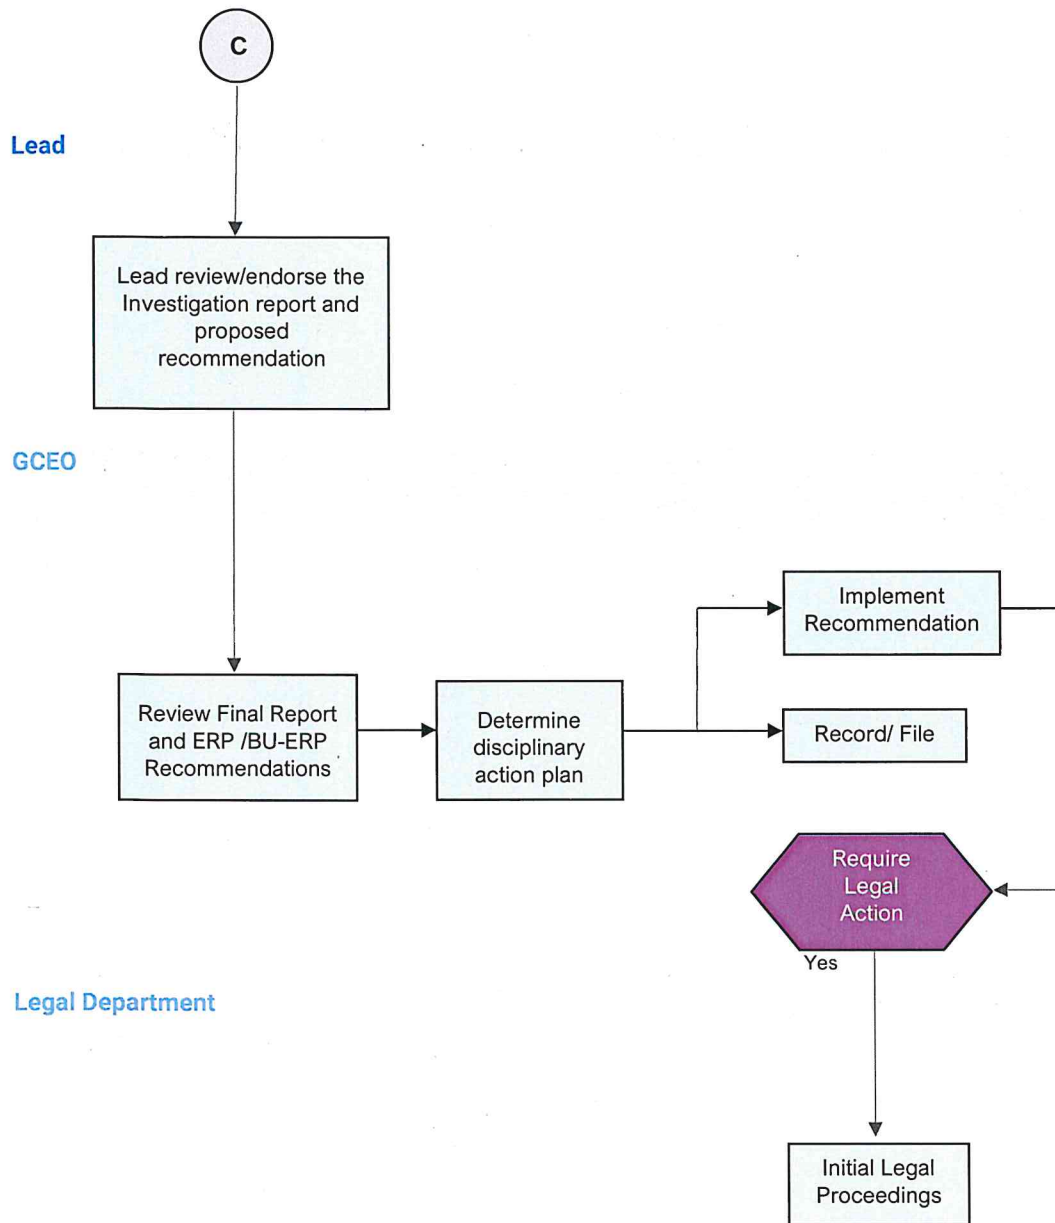 C
Lead
Lead review/endorse the
Investigation report and
proposed
recommendation
GCEO
Implement
Recommendation
Review Final Report
and ERP /BU-ERP
Recommendations
Determine
disciplinary
action plan
Record/ File
Require
Legal
Action
Yes
Legal Department
Initial Legal
Proceedings